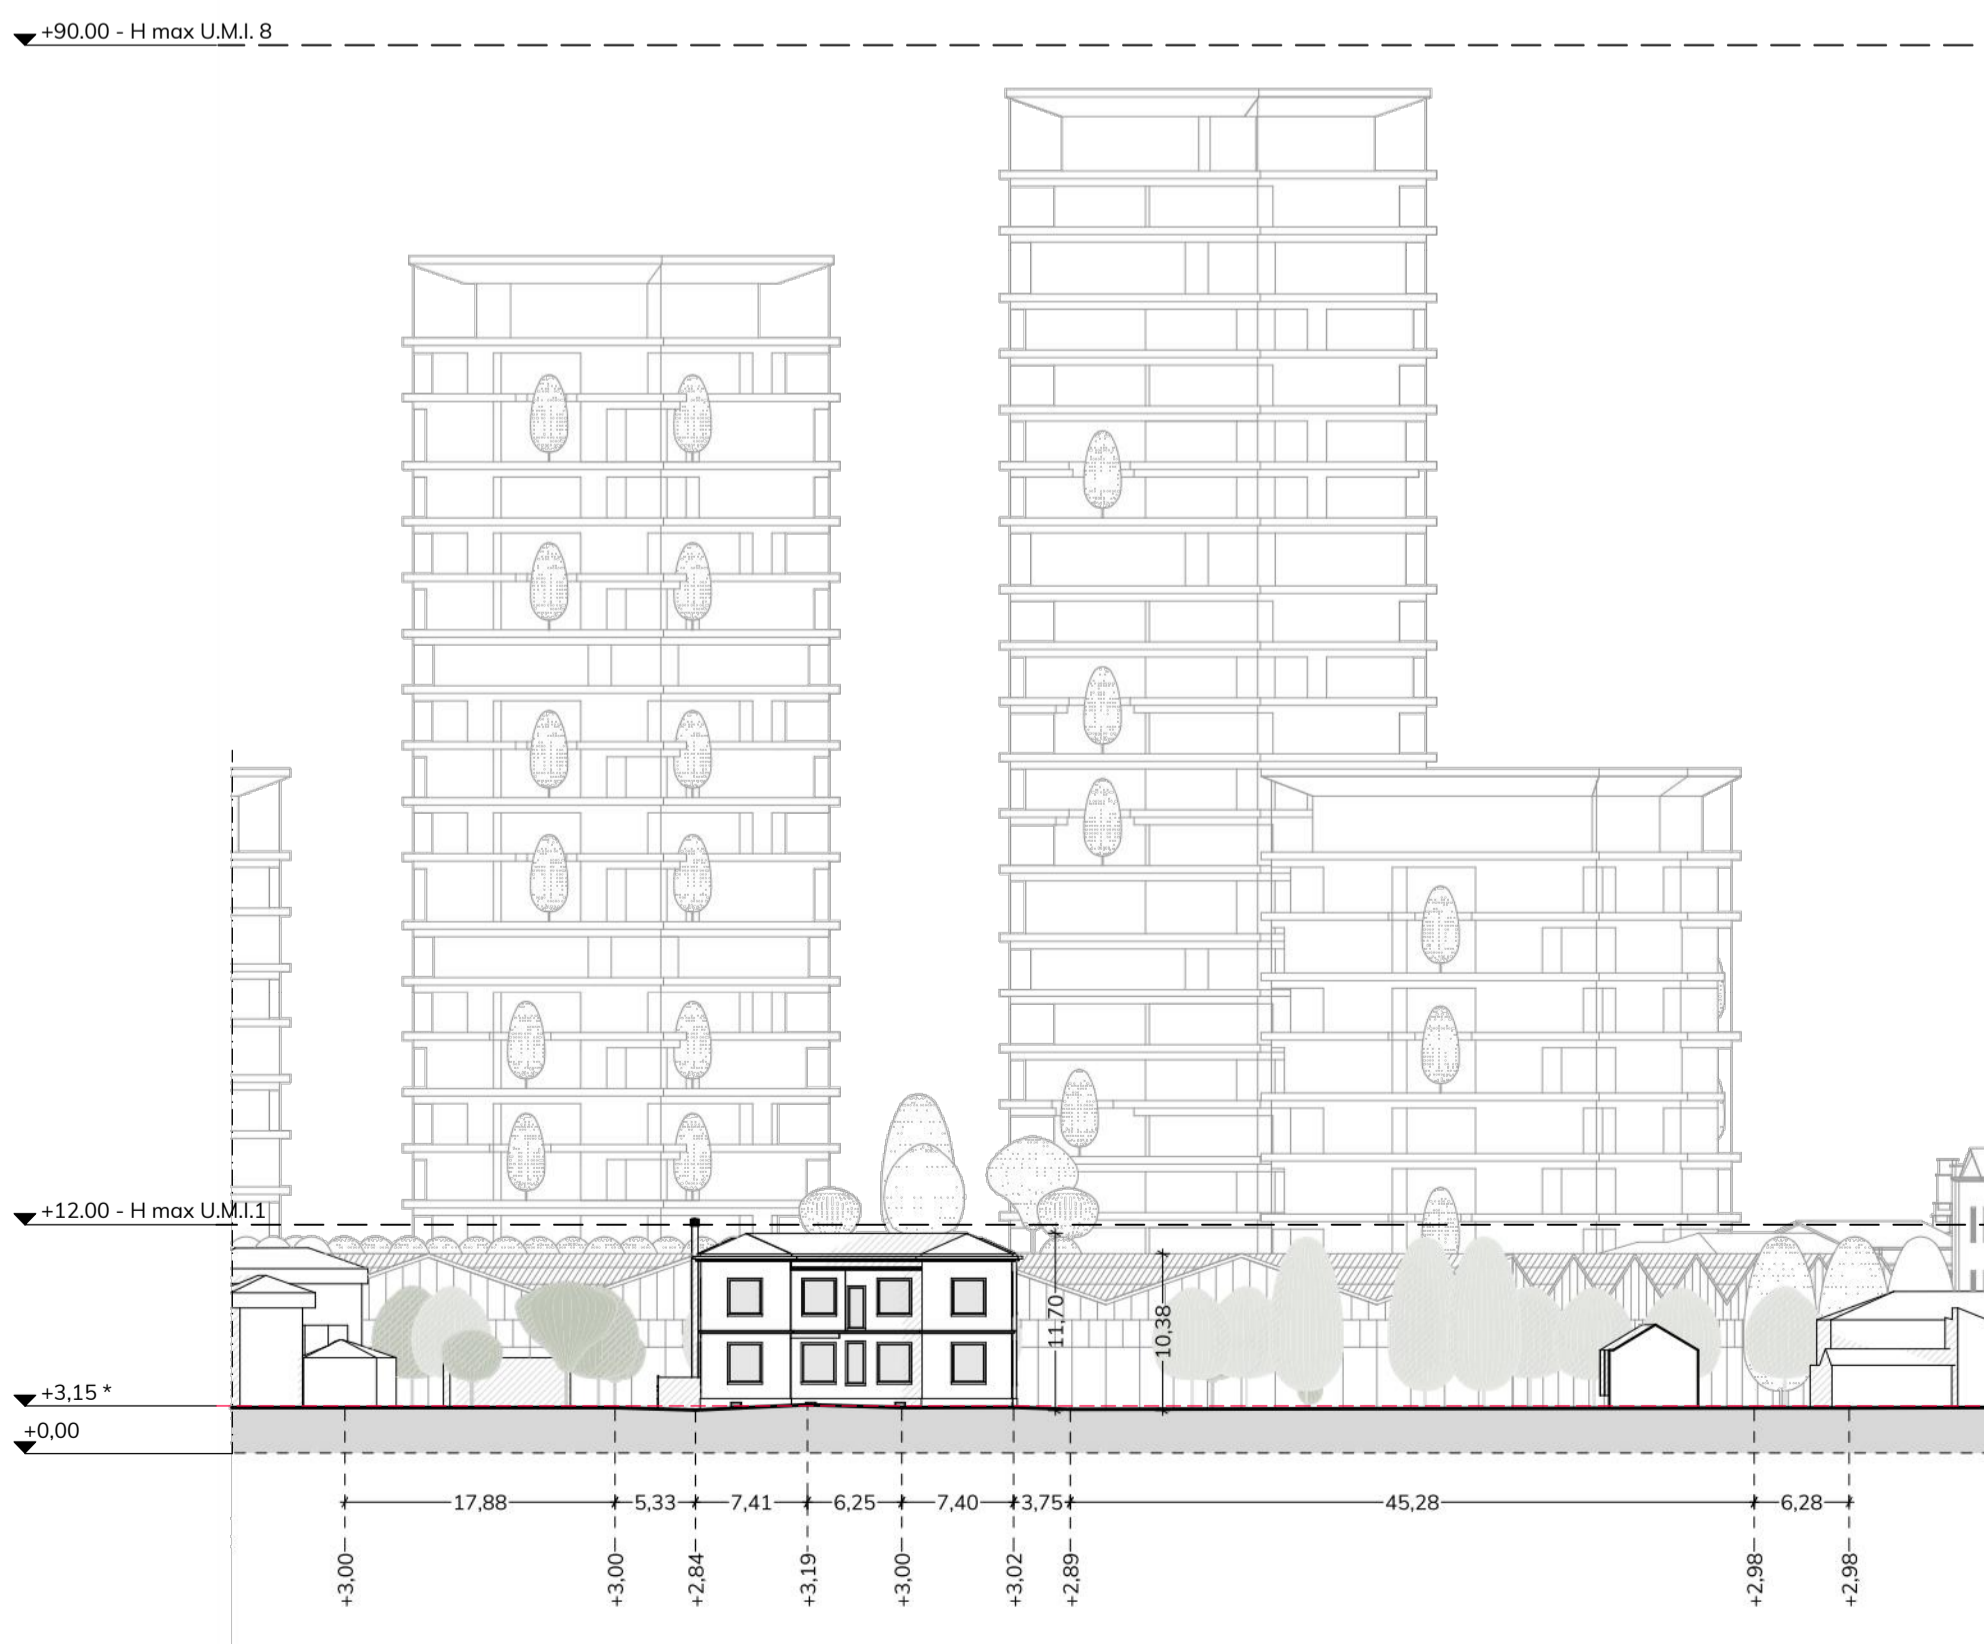 +90.00 - H max U.M.I. 8
+12.00 - H max U.M.I.1
11,70
10,38
+3,15 *
+0,00
17,88 5,33 7,41 6,25 7,40 3,75 45,28 6,28
+3,00 +3,00 +2,84 +3,19 +3,00 +3,02 +2,89 +2,98 +2,98